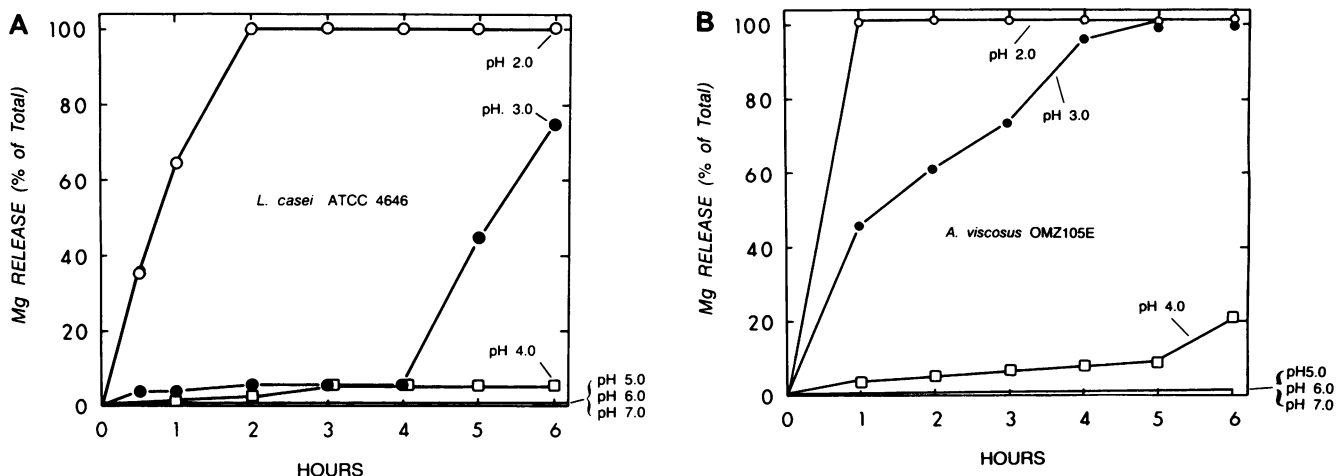 A
100
80
60
40
20
0
Mg RELEASE (% of Total)
pH 2.0
pH. 3.0
L. casei ATCC 4646
pH 4.0
pH 5.0
pH 6.0
pH 7.0
0 1 2 3 4 5 6
HOURS
B
100
80
60
40
20
0
Mg RELEASE (% of Total)
pH 2.0
pH 3.0
A. viscosus OMZ105E
pH 4.0
pH5.0
pH 6.0
pH 7.0
0 1 2 3 4 5 6
HOURS